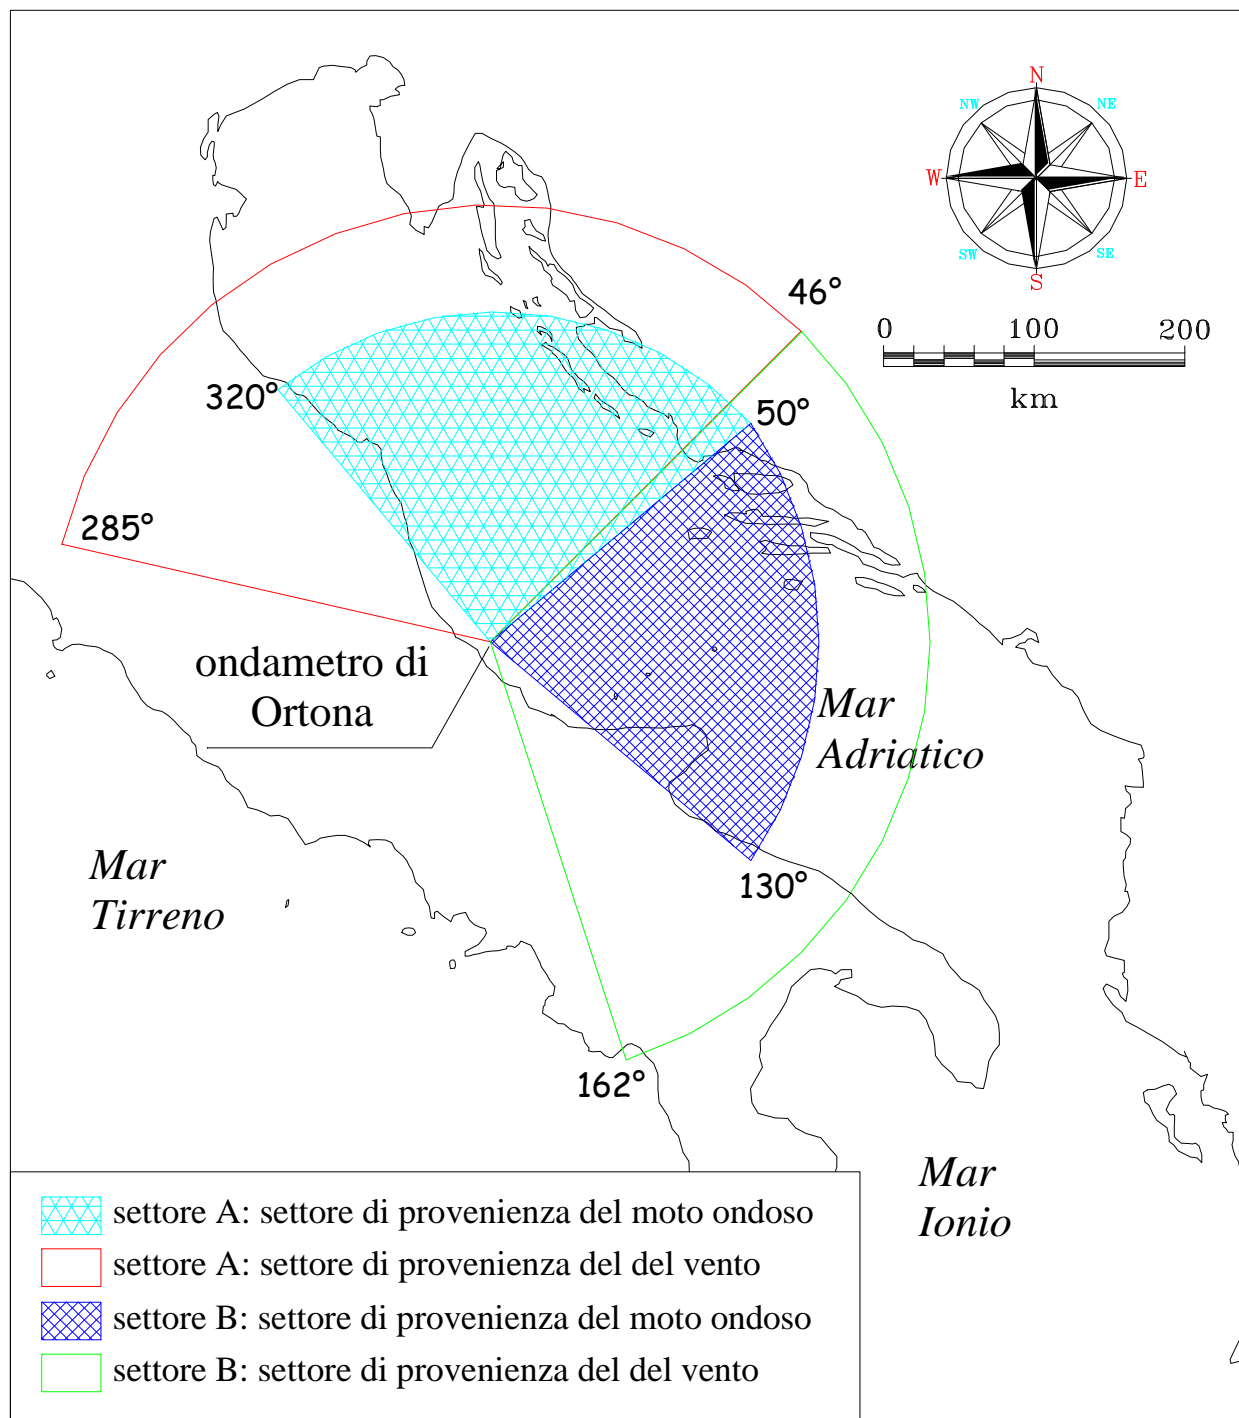 N
NW
NE
W
E
SW
SE
S
46°
0 100 200
km
320°
50°
285°
ondametro di
Ortona
Mar
Adriatico
Mar
Tirreno
130°
162°
Mar
Ionio
settore A: settore di provenienza del moto ondoso
settore A: settore di provenienza del del vento
settore B: settore di provenienza del moto ondoso
settore B: settore di provenienza del del vento